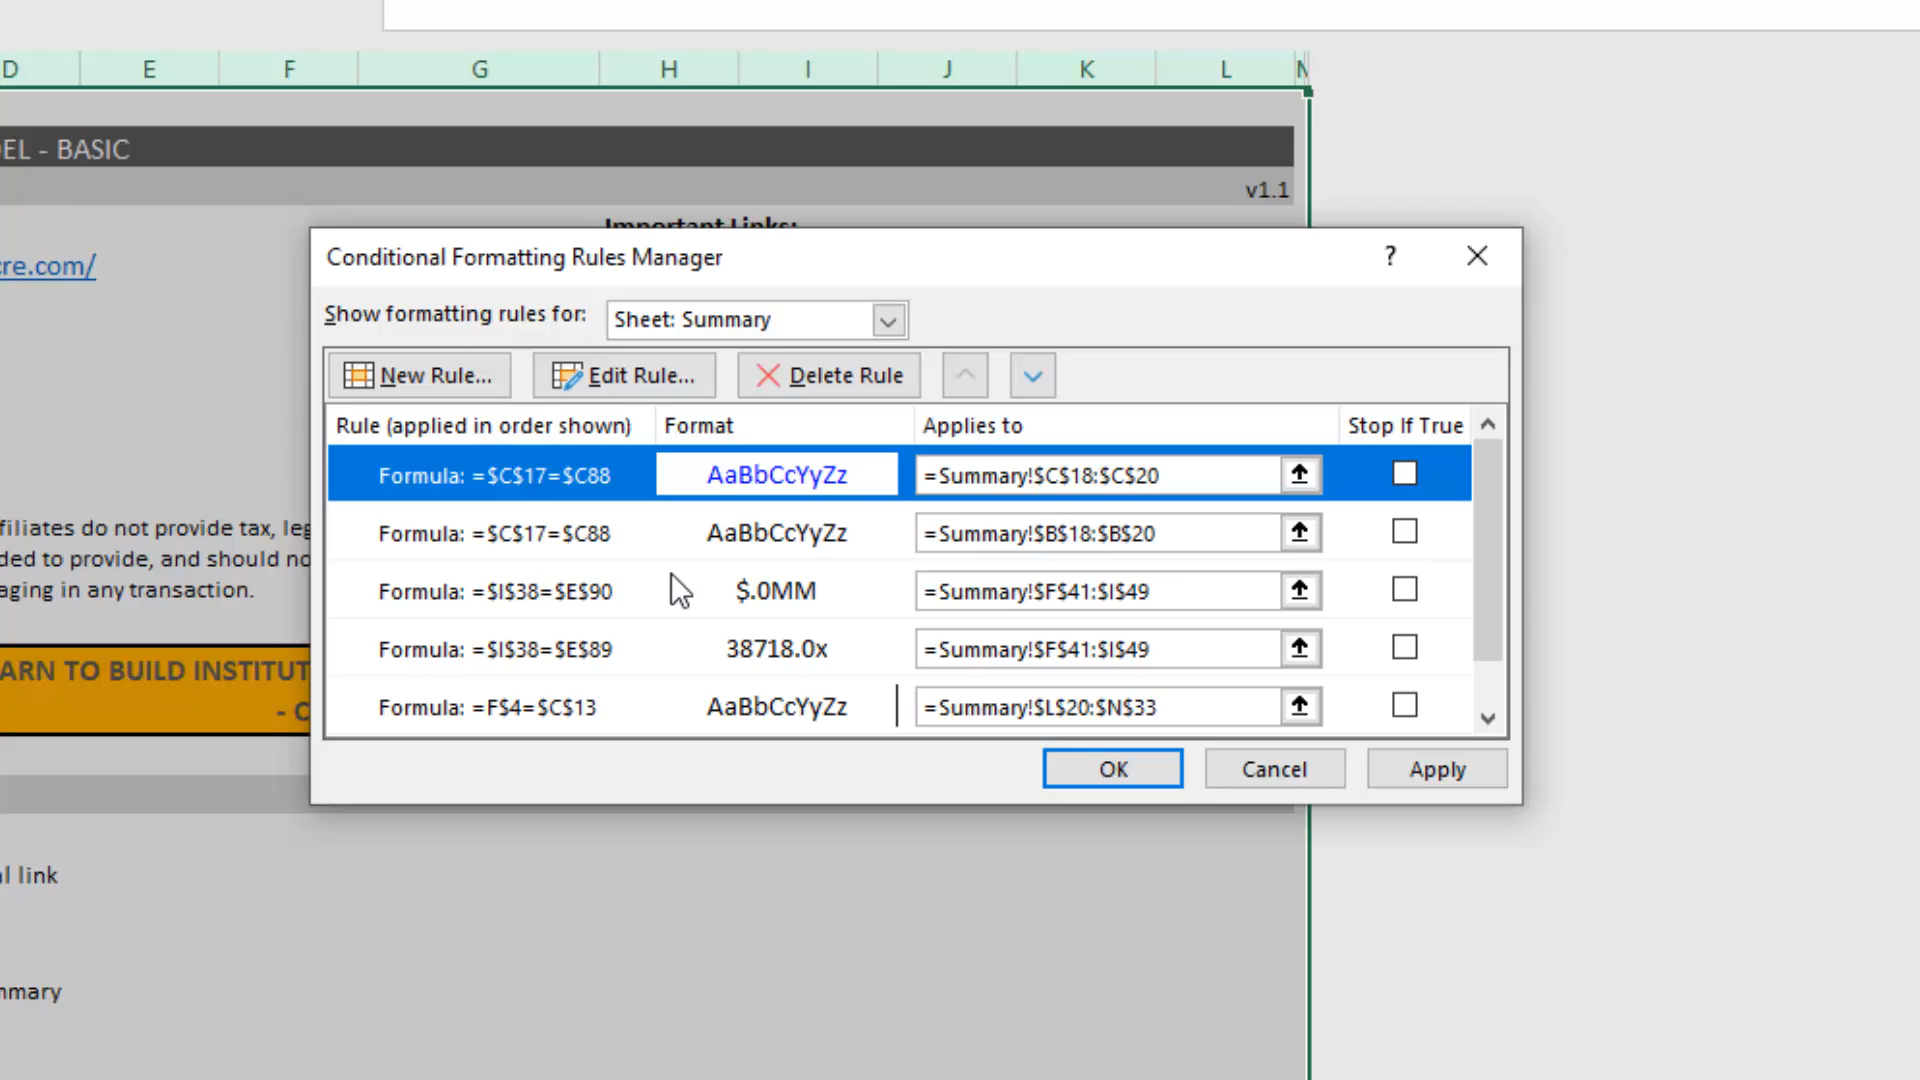 D E F G H I J K L
EL - BASIC
v1.1
Important Links:
cre.com/
Conditional Formatting Rules Manager
?
Show formatting rules for: Sheet: Summary
New Rule... Edit Rule... Delete Rule
Rule (applied in order shown) Format Applies to Stop If True
Formula: =$C$17=$C88 AaBbCcYyZz =Summary!$C$18:$C$20
Formula: =$C$17=$C88 AaBbCcYyZz =Summary!$B$18:$B$20
Formula: =$I$38=$E$90 $.0MM =Summary!$F$41:$I$49
Formula: =$I$38=$E$89 38718.0x =Summary!$F$41:$I$49
Formula: =F$4=$C$13 AaBbCcYyZz =Summary!$L$20:$N$33
OK Cancel Apply
filiates do not provide tax, leg
ded to provide, and should no
aging in any transaction.
ARN TO BUILD INSTITUT
- C
l link
mmary